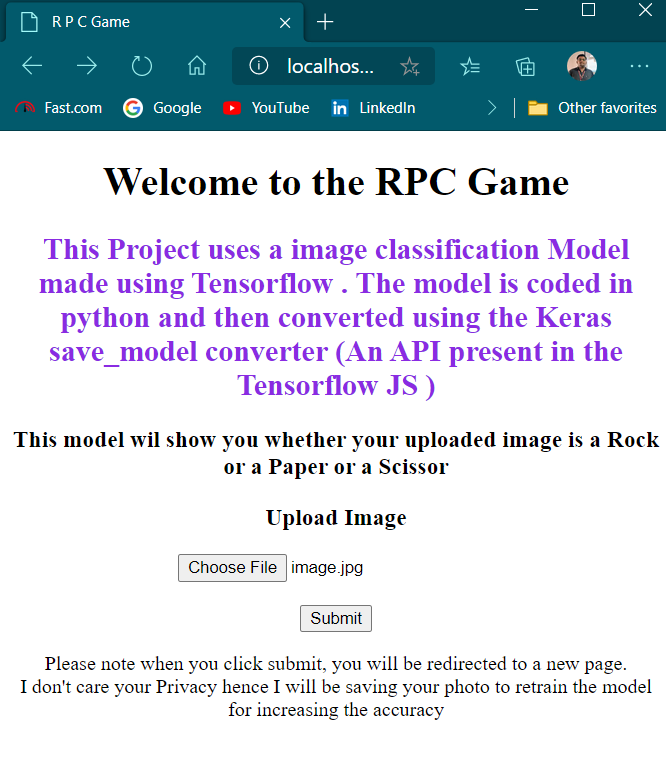 R P C Game
localhos...
Fast.com
Google
YouTube
LinkedIn
Other favorites
Welcome to the RPC Game
This Project uses a image classification Model
made using Tensorflow . The model is coded in
python and then converted using the Keras
save_model converter (An API present in the
Tensorflow JS )
This model wil show you whether your uploaded image is a Rock
or a Paper or a Scissor
Upload Image
Choose File image.jpg
Submit
Please note when you click submit, you will be redirected to a new page.
I don't care your Privacy hence I will be saving your photo to retrain the model
for increasing the accuracy